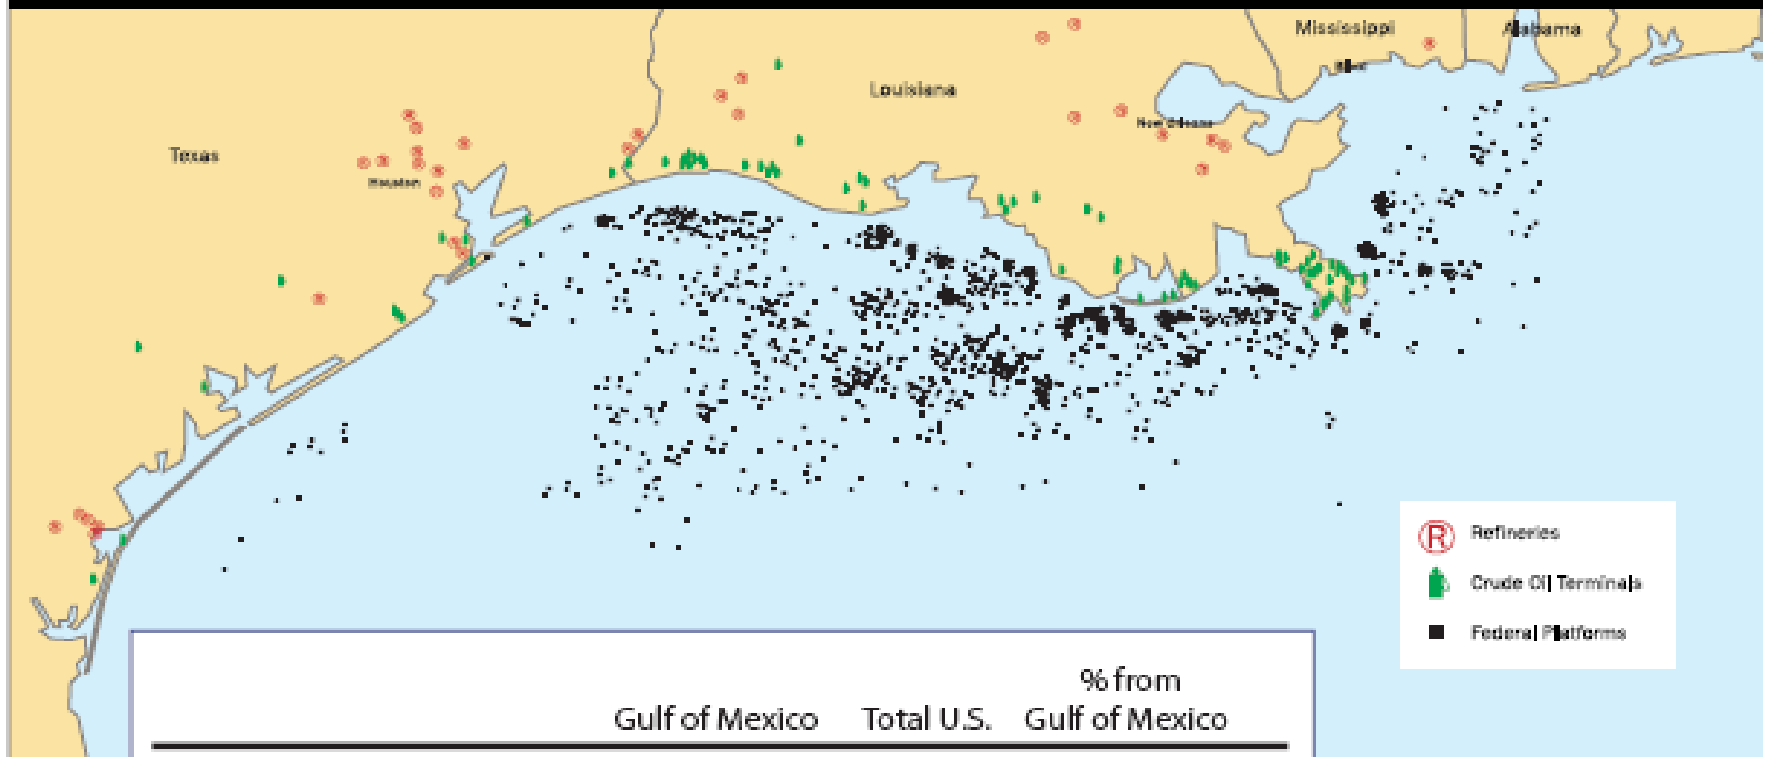 Mississippi
Alabama
Louisiana
New Orleans
Texas
Houston
R Refineries
Crude Oil Terminals
Federal Platforms
% from
Gulf of Mexico Total U.S. Gulf of Mexico